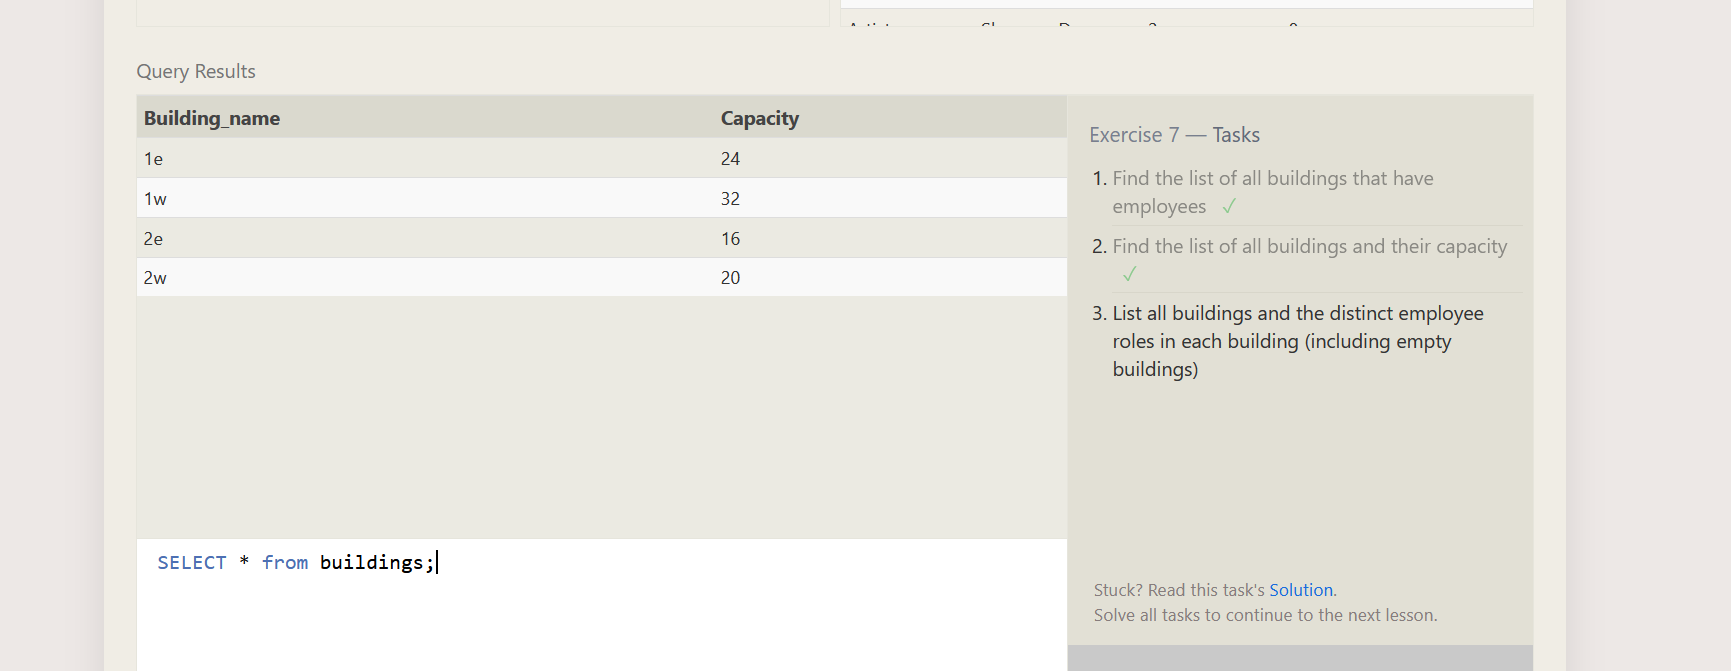 Query Results
Building_name Capacity
1e 24
1w 32
2e 16
2w 20
SELECT * from buildings;
Exercise 7 — Tasks
1. Find the list of all buildings that have
employees ✓
2. Find the list of all buildings and their capacity
✓
3. List all buildings and the distinct employee
roles in each building (including empty
buildings)
Stuck? Read this task's Solution.
Solve all tasks to continue to the next lesson.